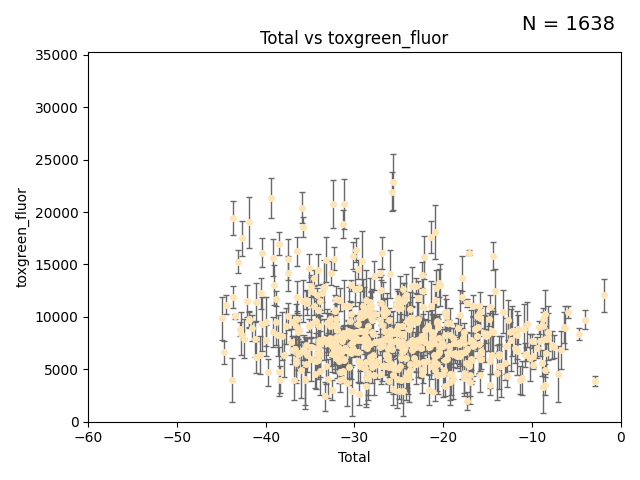 N = 1638
Total vs toxgreen_fluor
35000
30000
25000
20000
15000
10000
5000
0
toxgreen_fluor
−60 −50 −40 −30 −20 −10 0
Total